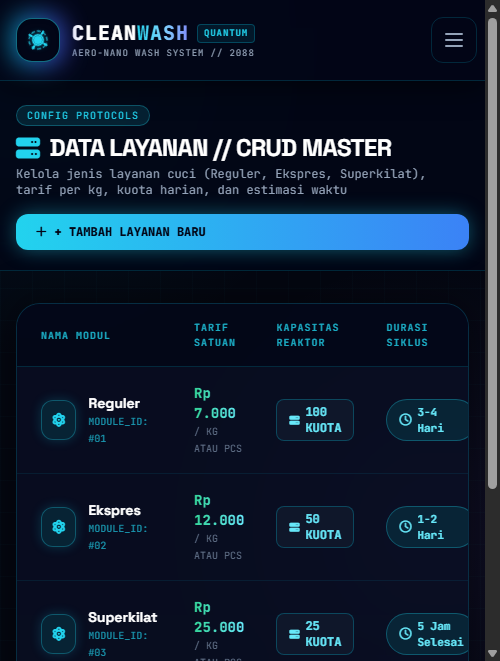 CLEANWASH QUANTUM
AERO-NANO WASH SYSTEM // 2088
CONFIG PROTOCOLS
DATA LAYANAN // CRUD MASTER
Kelola jenis layanan cuci (Reguler, Ekspres, Superkilat),
tarif per kg, kuota harian, dan estimasi waktu
+ TAMBAH LAYANAN BARU
NAMA MODUL
TARIF
SATUAN
KAPASITAS
REAKTOR
DURASI
SIKLUS
Reguler
MODULE_ID:
#01
Rp
7.000
/ KG
ATAU PCS
100
KUOTA
3-4
Hari
Ekspres
MODULE_ID:
#02
Rp
12.000
/ KG
ATAU PCS
50
KUOTA
1-2
Hari
Superkilat
MODULE_ID:
#03
Rp
25.000
/ KG
ATAU PCS
25
KUOTA
5 Jam
Selesai